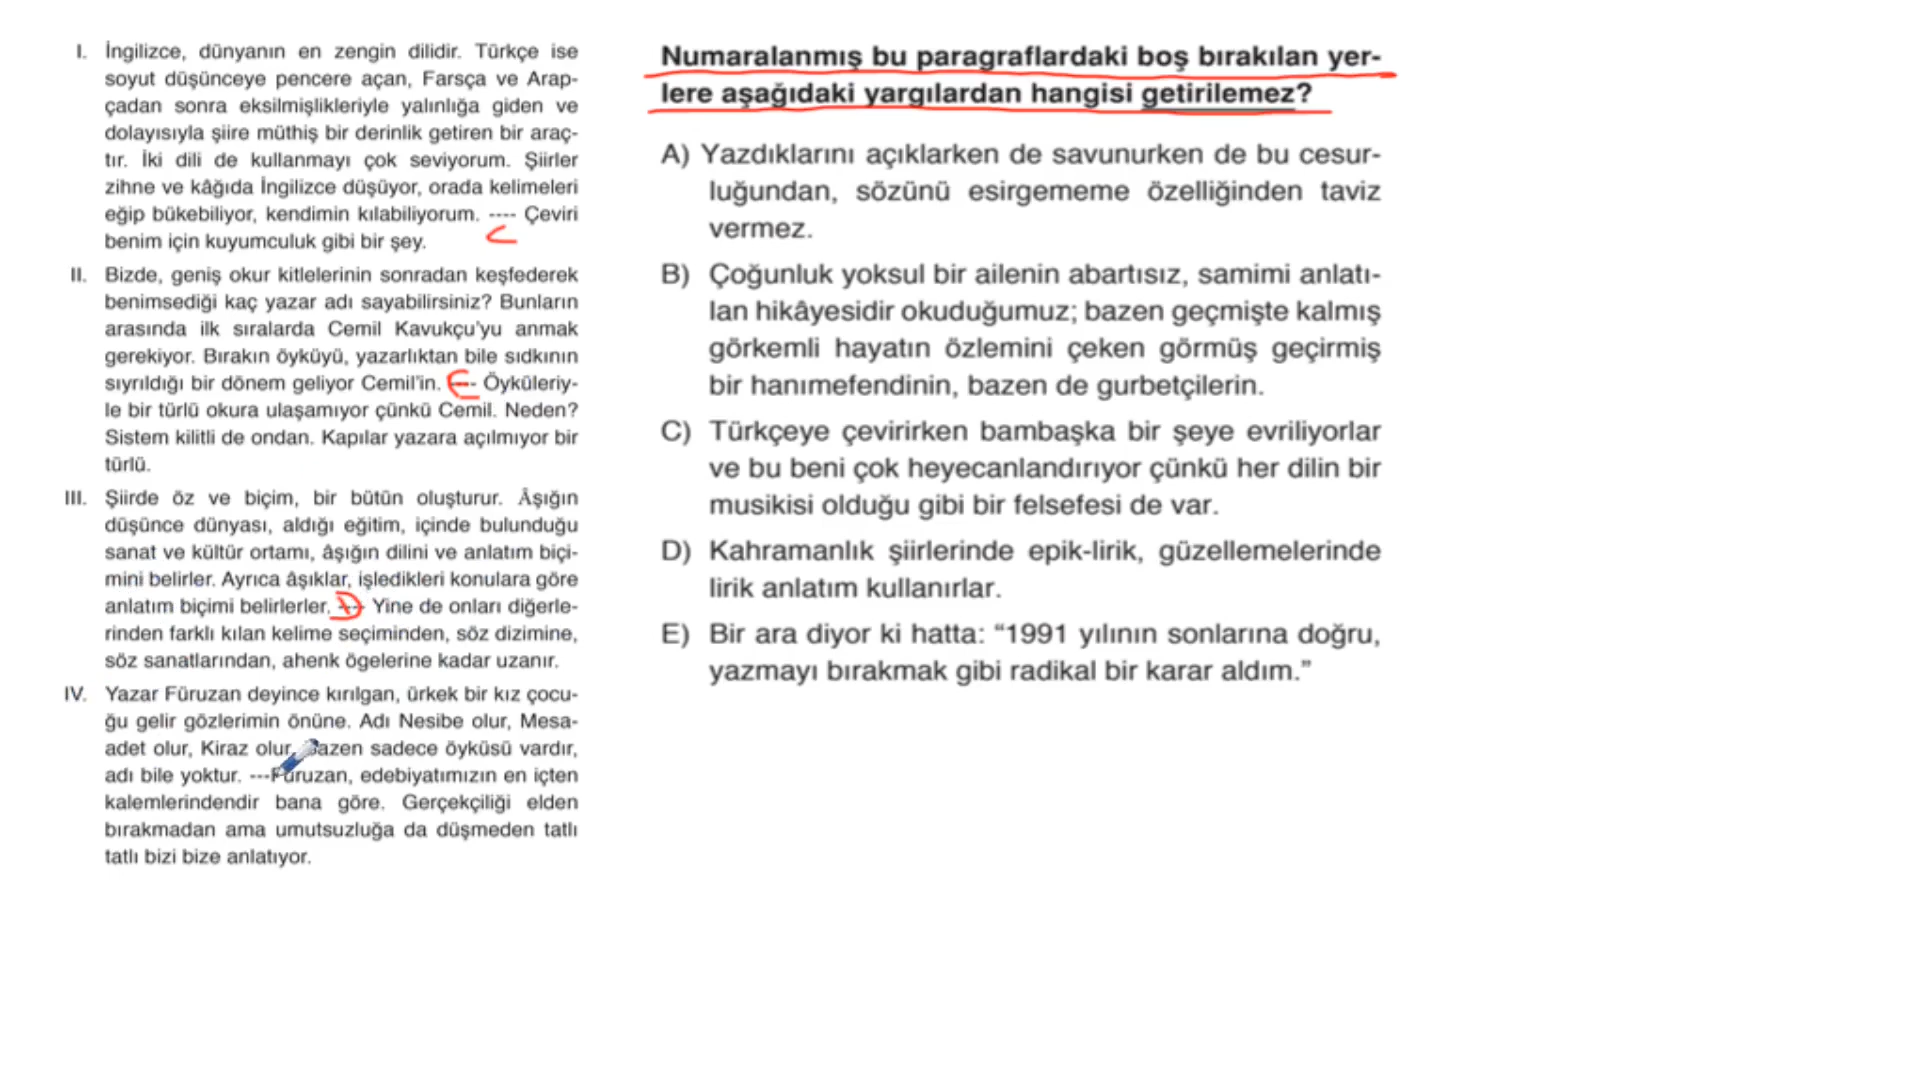 I. İngilizce, dünyanın en zengin dilidir. Türkçe ise
soyut düşünceye pencere açan, Farsça ve Arap-
çadan sonra eksilmişlikleriyle yalınlığa giden ve
dolayısıyla şiire müthiş bir derinlik getiren bir araç-
tır. İki dili de kullanmayı çok seviyorum. Şiirler
zihne ve kâğıda İngilizce düşüyor, orada kelimeleri
eğip bükebiliyor, kendimin kılabiliyorum. ---- Çeviri
benim için kuyumculuk gibi bir şey.
C
II. Bizde, geniş okur kitlelerinin sonradan keşfederek
benimsediği kaç yazar adı sayabilirsiniz? Bunların
arasında ilk sıralarda Cemil Kavukçu'yu anmak
gerekiyor. Bırakın öyküyü, yazarlıktan bile sıdkının
sıyrıldığı bir dönem geliyor Cemil'in. E ---- Öyküleriy-
le bir türlü okura ulaşamıyor çünkü Cemil. Neden?
Sistem kilitli de ondan. Kapılar yazara açılmıyor bir
türlü.
III. Şiirde öz ve biçim, bir bütün oluşturur. Âşığın
düşünce dünyası, aldığı eğitim, içinde bulunduğu
sanat ve kültür ortamı, âşığın dilini ve anlatım biçi-
mini belirler. Ayrıca âşıklar, işledikleri konulara göre
anlatım biçimi belirlerler. D ---- Yine de onları diğerle-
rinden farklı kılan kelime seçiminden, söz dizimine,
söz sanatlarından, ahenk ögelerine kadar uzanır.
IV. Yazar Füruzan deyince kırılgan, ürkek bir kız çocu-
ğu gelir gözlerimin önüne. Adı Nesibe olur, Mesa-
adet olur, Kiraz olur. Bazen sadece öyküsü vardır,
adı bile yoktur. ---Füruzan, edebiyatımızın en içten
kalemlerindendir bana göre. Gerçekçiliği elden
bırakmadan ama umutsuzluğa da düşmeden tatlı
tatlı bizi bize anlatıyor.
Numaralanmış bu paragraflardaki boş bırakılan yer-
lere aşağıdaki yargılardan hangisi getirilemez?
A) Yazdıklarını açıklarken de savunurken de bu cesur-
luğundan, sözünü esirgememe özelliğinden taviz
vermez.
B) Çoğunluk yoksul bir ailenin abartısız, samimi anlatı-
lan hikâyesidir okuduğumuz; bazen geçmişte kalmış
görkemli hayatın özlemini çeken görmüş geçirmiş
bir hanımefendinin, bazen de gurbetçilerin.
C) Türkçeye çevirirken bambaşka bir şeye evriliyorlar
ve bu beni çok heyecanlandırıyor çünkü her dilin bir
musikisi olduğu gibi bir felsefesi de var.
D) Kahramanlık şiirlerinde epik-lirik, güzellemelerinde
lirik anlatım kullanırlar.
E) Bir ara diyor ki hatta: “1991 yılının sonlarına doğru,
yazmayı bırakmak gibi radikal bir karar aldım.”